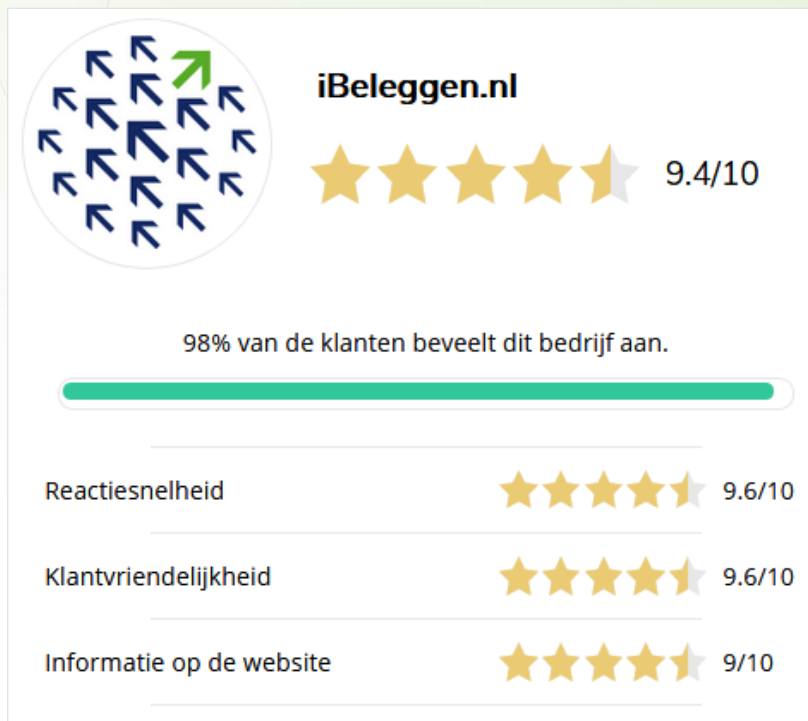 iBeleggen.nl
9.4/10
98% van de klanten beveelt dit bedrijf aan.
Reactiesnelheid 9.6/10
Klantvriendelijkheid 9.6/10
Informatie op de website 9/10